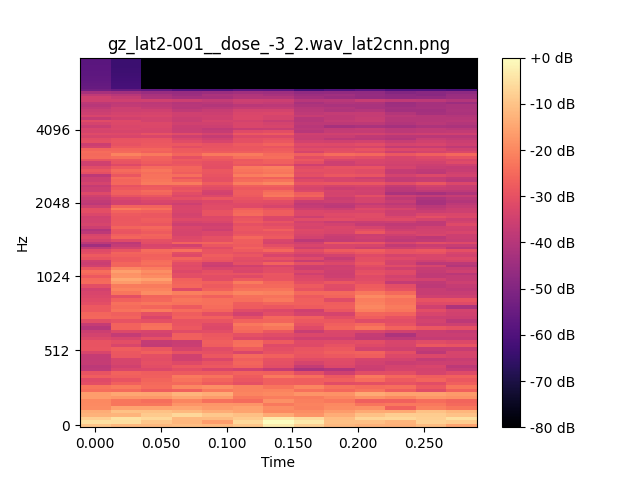 gz_lat2-001__dose_-3_2.wav_lat2cnn.png
Hz
4096
2048
1024
512
0
0.000 0.050 0.100 0.150 0.200 0.250
Time
+0 dB
-10 dB
-20 dB
-30 dB
-40 dB
-50 dB
-60 dB
-70 dB
-80 dB